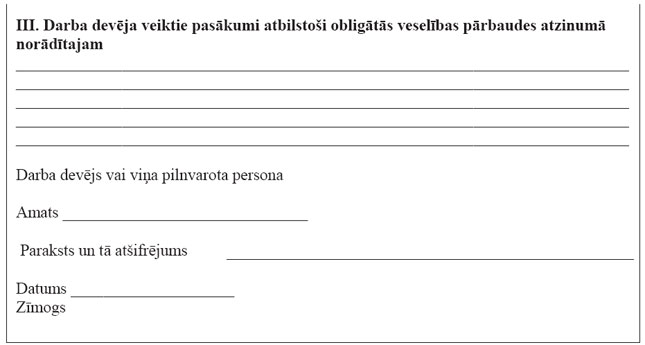 III. Darba devēja veiktie pasākumi atbilstoši obligātās veselības pārbaudes atzinumā
norādītajam
Darba devējs vai viņa pilnvarota persona
Amats
Paraksts un tā atšifrējums
Datums
Zīmogs